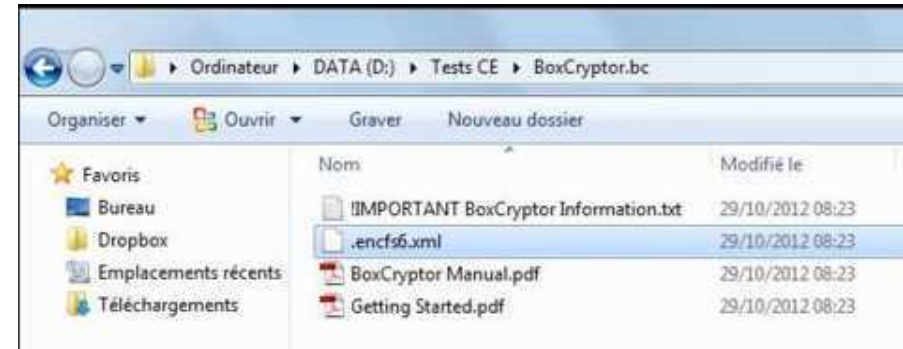 Ordinateur ▸ DATA (D:) ▸ Tests CE ▸ BoxCryptor.bc
Organiser Ouvrir Graver Nouveau dossier
Nom Modifié le
Favoris
Bureau
Dropbox
Emplacements récents
Téléchargements
!IMPORTANT BoxCryptor Information.txt 29/10/2012 08:23
.encfs6.xml 29/10/2012 08:23
BoxCryptor Manual.pdf 29/10/2012 08:23
Getting Started.pdf 29/10/2012 08:23